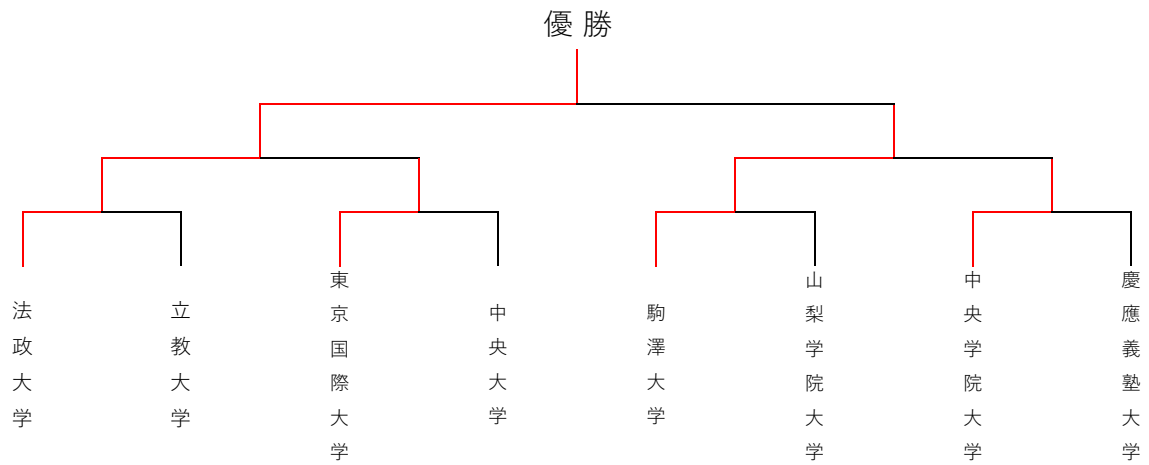 優勝
法政大学
立教大学
東京国際大学
中央大学
駒澤大学
山梨学院大学
中央学院大学
慶應義塾大学